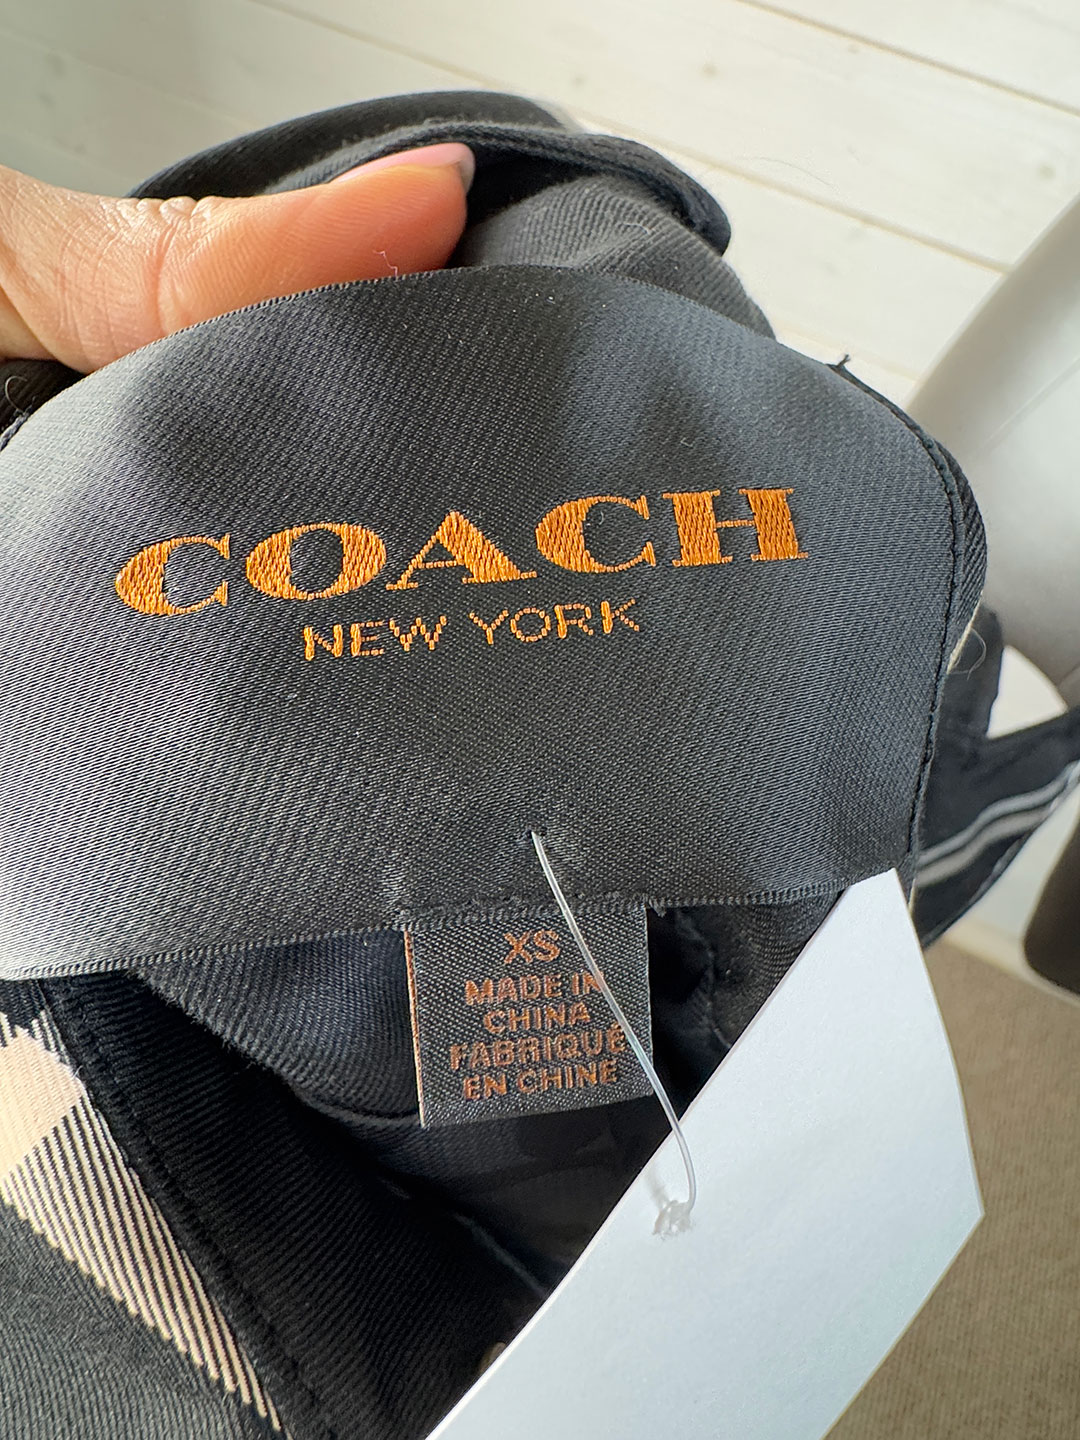 COACH
NEW YORK
XS
MADE IN
CHINA
FABRIQUÉ
EN CHINE